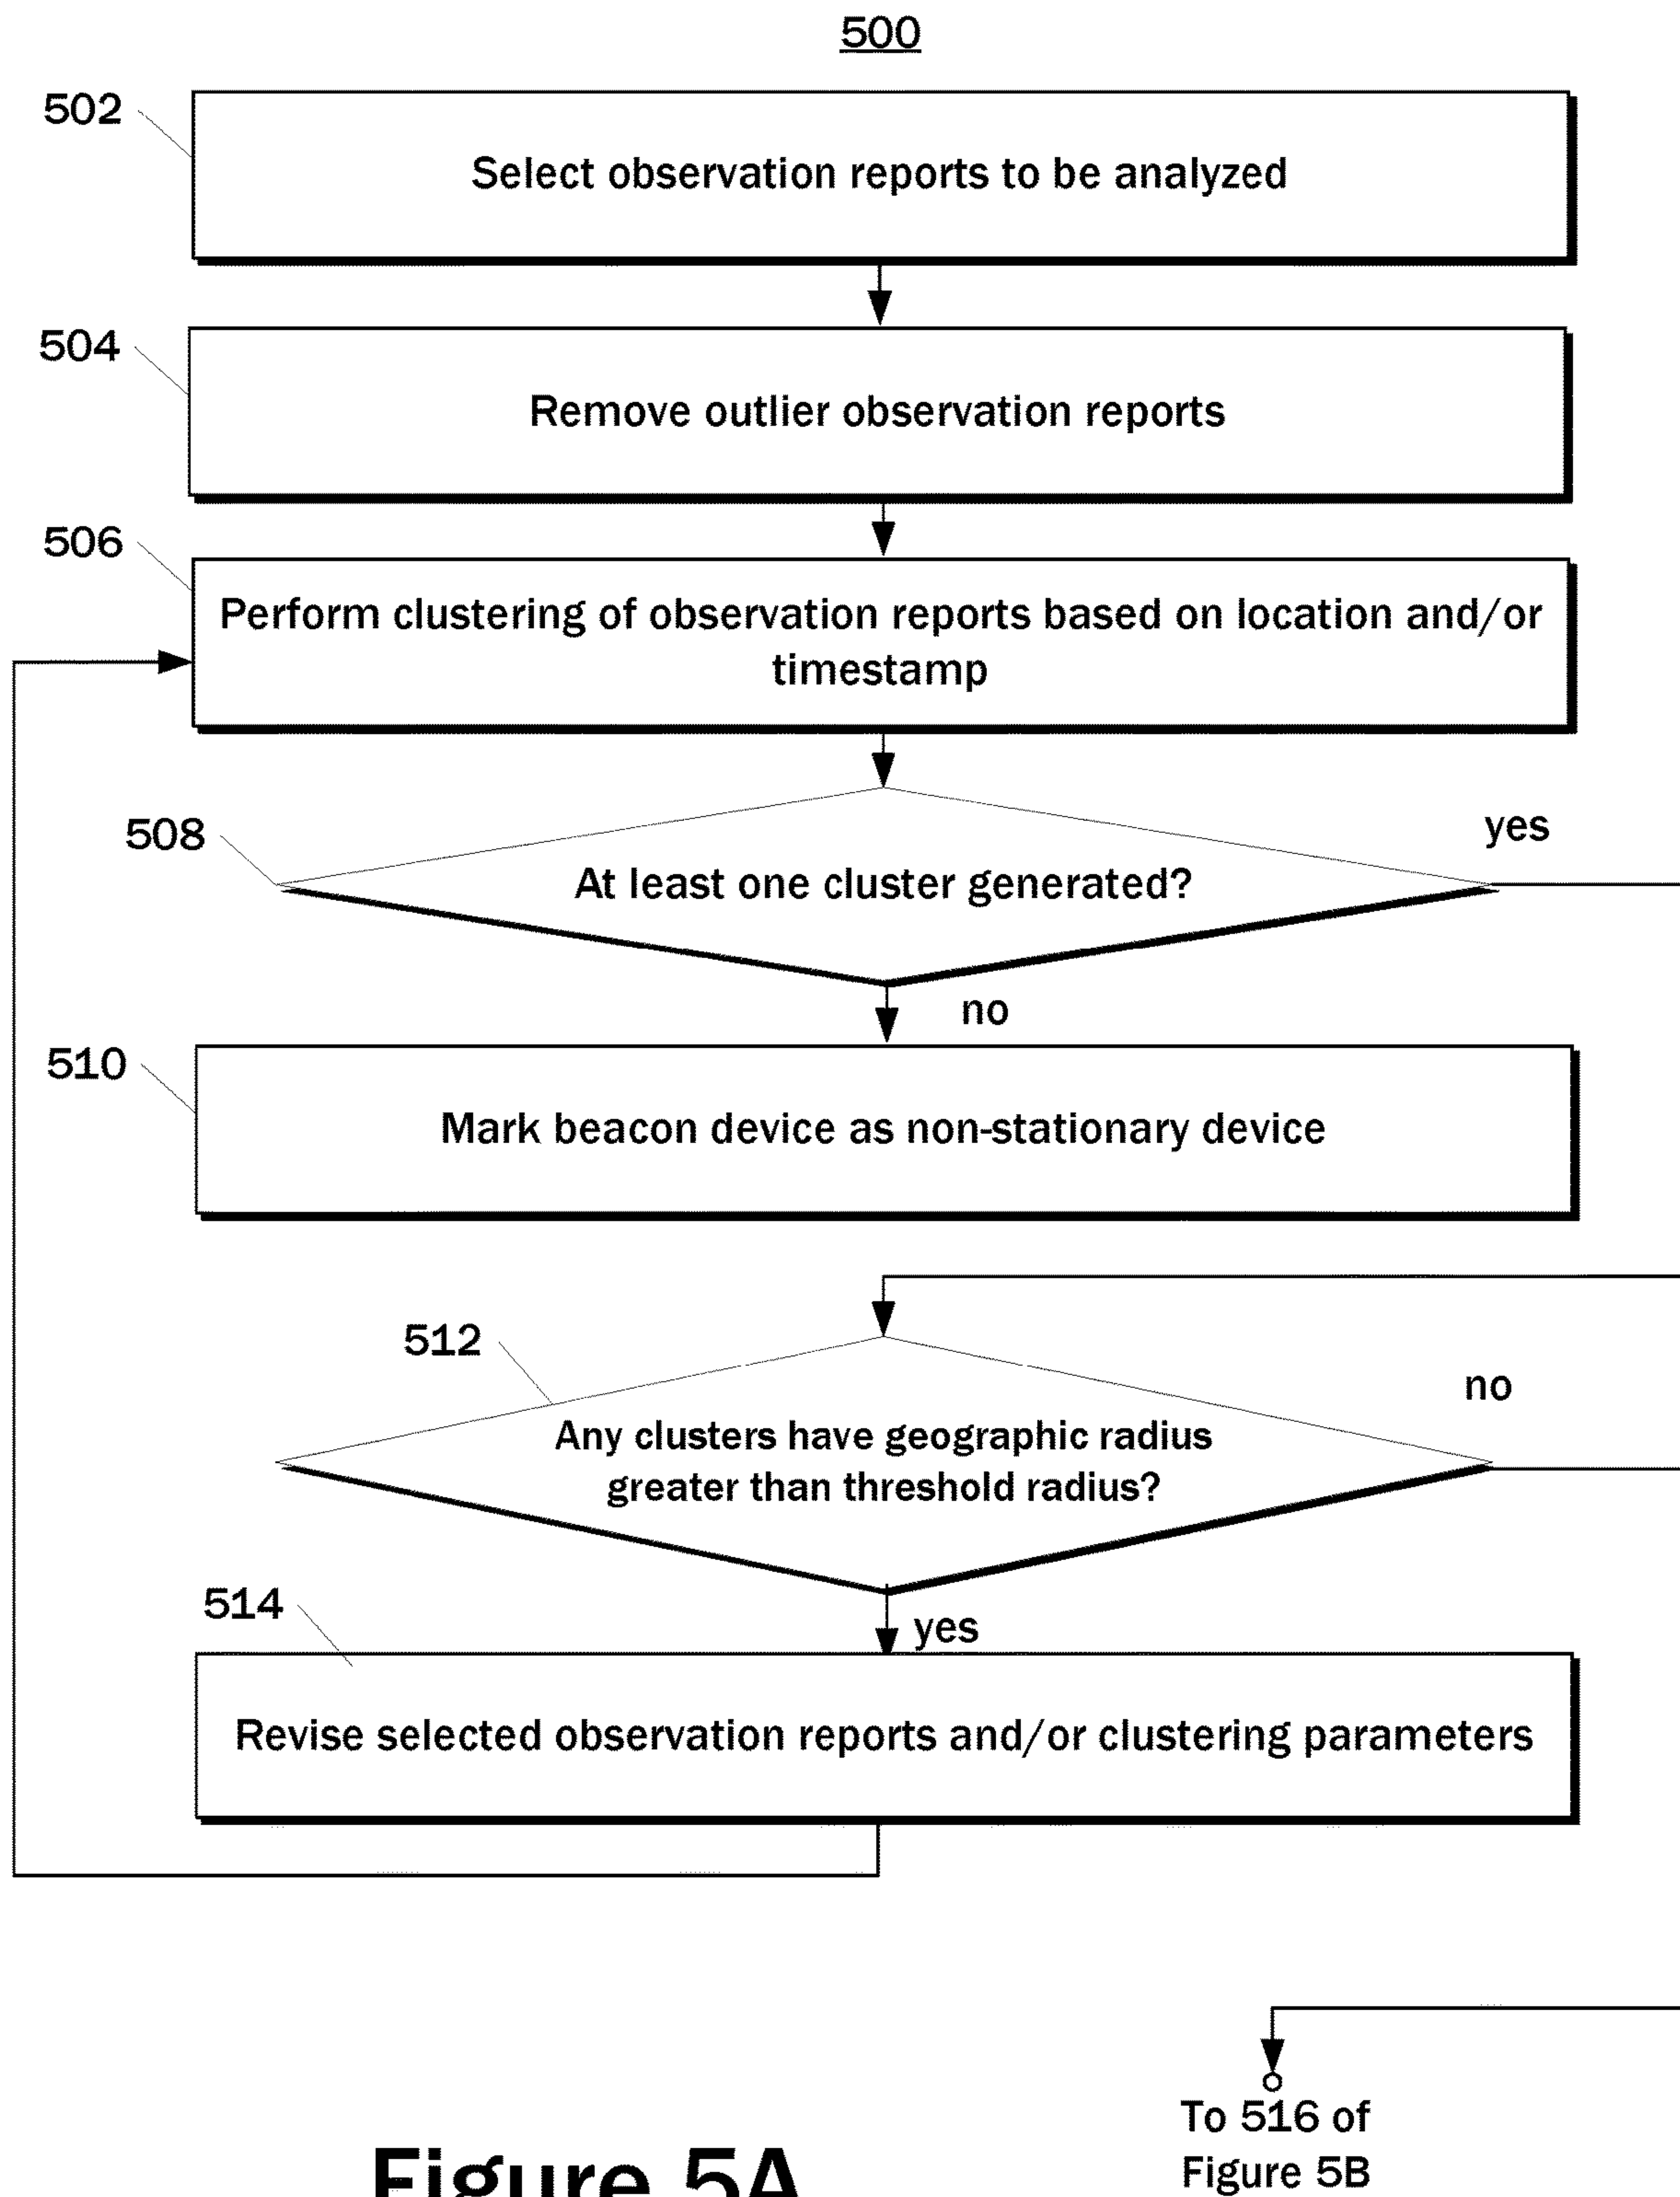 500
502
Select observation reports to be analyzed
504
Remove outlier observation reports
506
Perform clustering of observation reports based on location and/or
timestamp
508
At least one cluster generated?
yes
no
510
Mark beacon device as non-stationary device
512
no
Any clusters have geographic radius
greater than threshold radius?
514
yes
Revise selected observation reports and/or clustering parameters
To 516 of
Figure 5B
Figure 5A